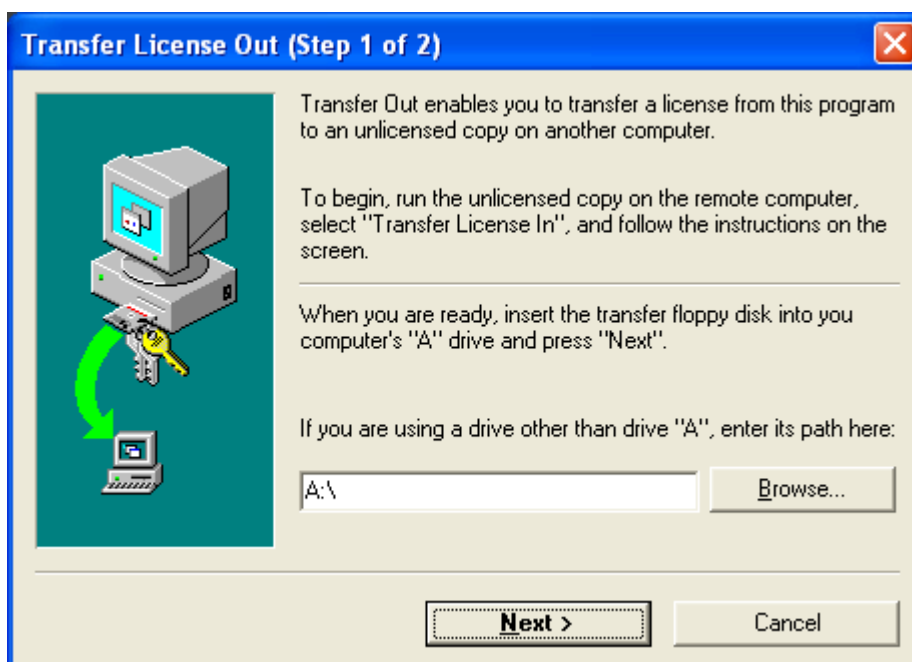 Transfer License Out (Step 1 of 2)
Transfer Out enables you to transfer a license from this program
to an unlicensed copy on another computer.
To begin, run the unlicensed copy on the remote computer,
select "Transfer License In", and follow the instructions on the
screen.
When you are ready, insert the transfer floppy disk into you
computer's "A" drive and press "Next".
If you are using a drive other than drive "A", enter its path here:
A:\
Browse...
Next >
Cancel